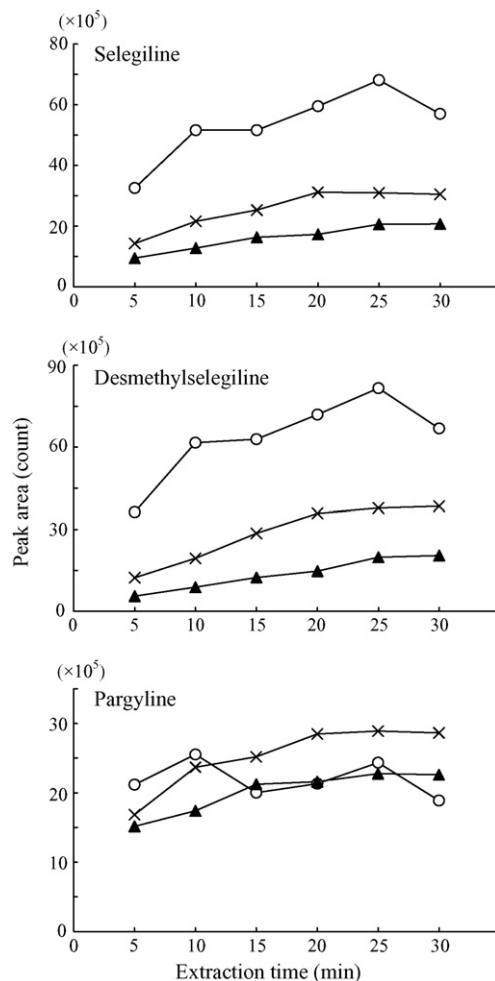 (×10⁵)
Selegiline
80
60
40
20
0
0 5 10 15 20 25 30
(×10⁵)
Desmethylselegiline
90
60
30
0
0 5 10 15 20 25 30
Peak area (count)
(×10⁵)
Pargyline
30
20
10
0
0 5 10 15 20 25 30
Extraction time (min)